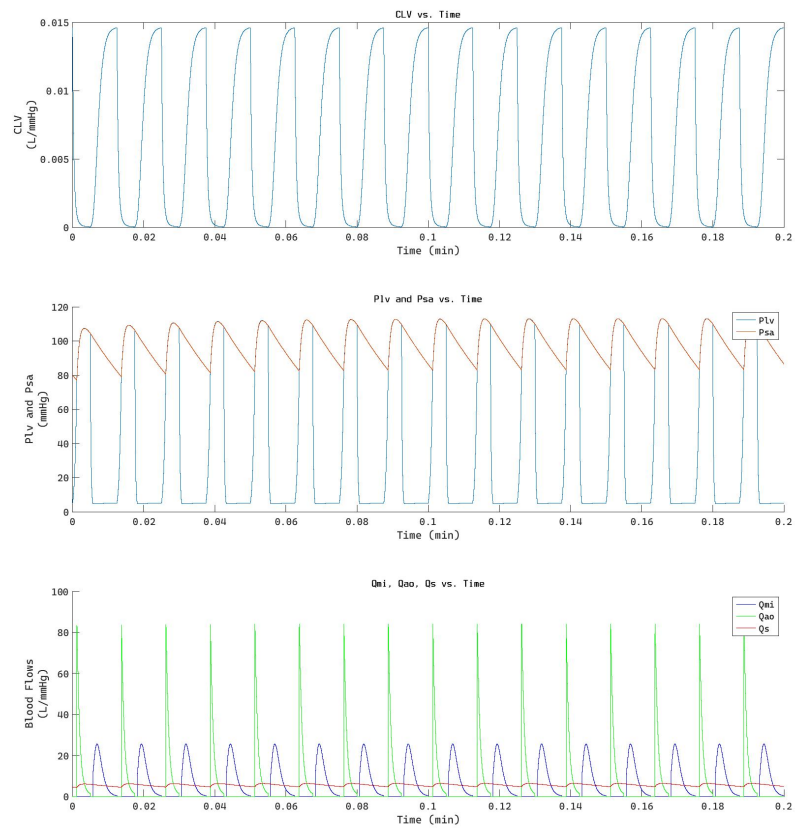 CLV vs. Time
0.015
0.01
0.005
0
CLV
(L/mmHg)
0 0.02 0.04 0.06 0.08 0.1 0.12 0.14 0.16 0.18 0.2
Time (min)
Plv and Psa vs. Time
120
100
80
60
40
20
0
Plv and Psa
(mmHg)
Plv
Psa
0 0.02 0.04 0.06 0.08 0.1 0.12 0.14 0.16 0.18 0.2
Time (min)
Qmi, Qao, Qs vs. Time
100
80
60
40
20
0
Blood Flows
(L/mmHg)
Qmi
Qao
Qs
0 0.02 0.04 0.06 0.08 0.1 0.12 0.14 0.16 0.18 0.2
Time (min)